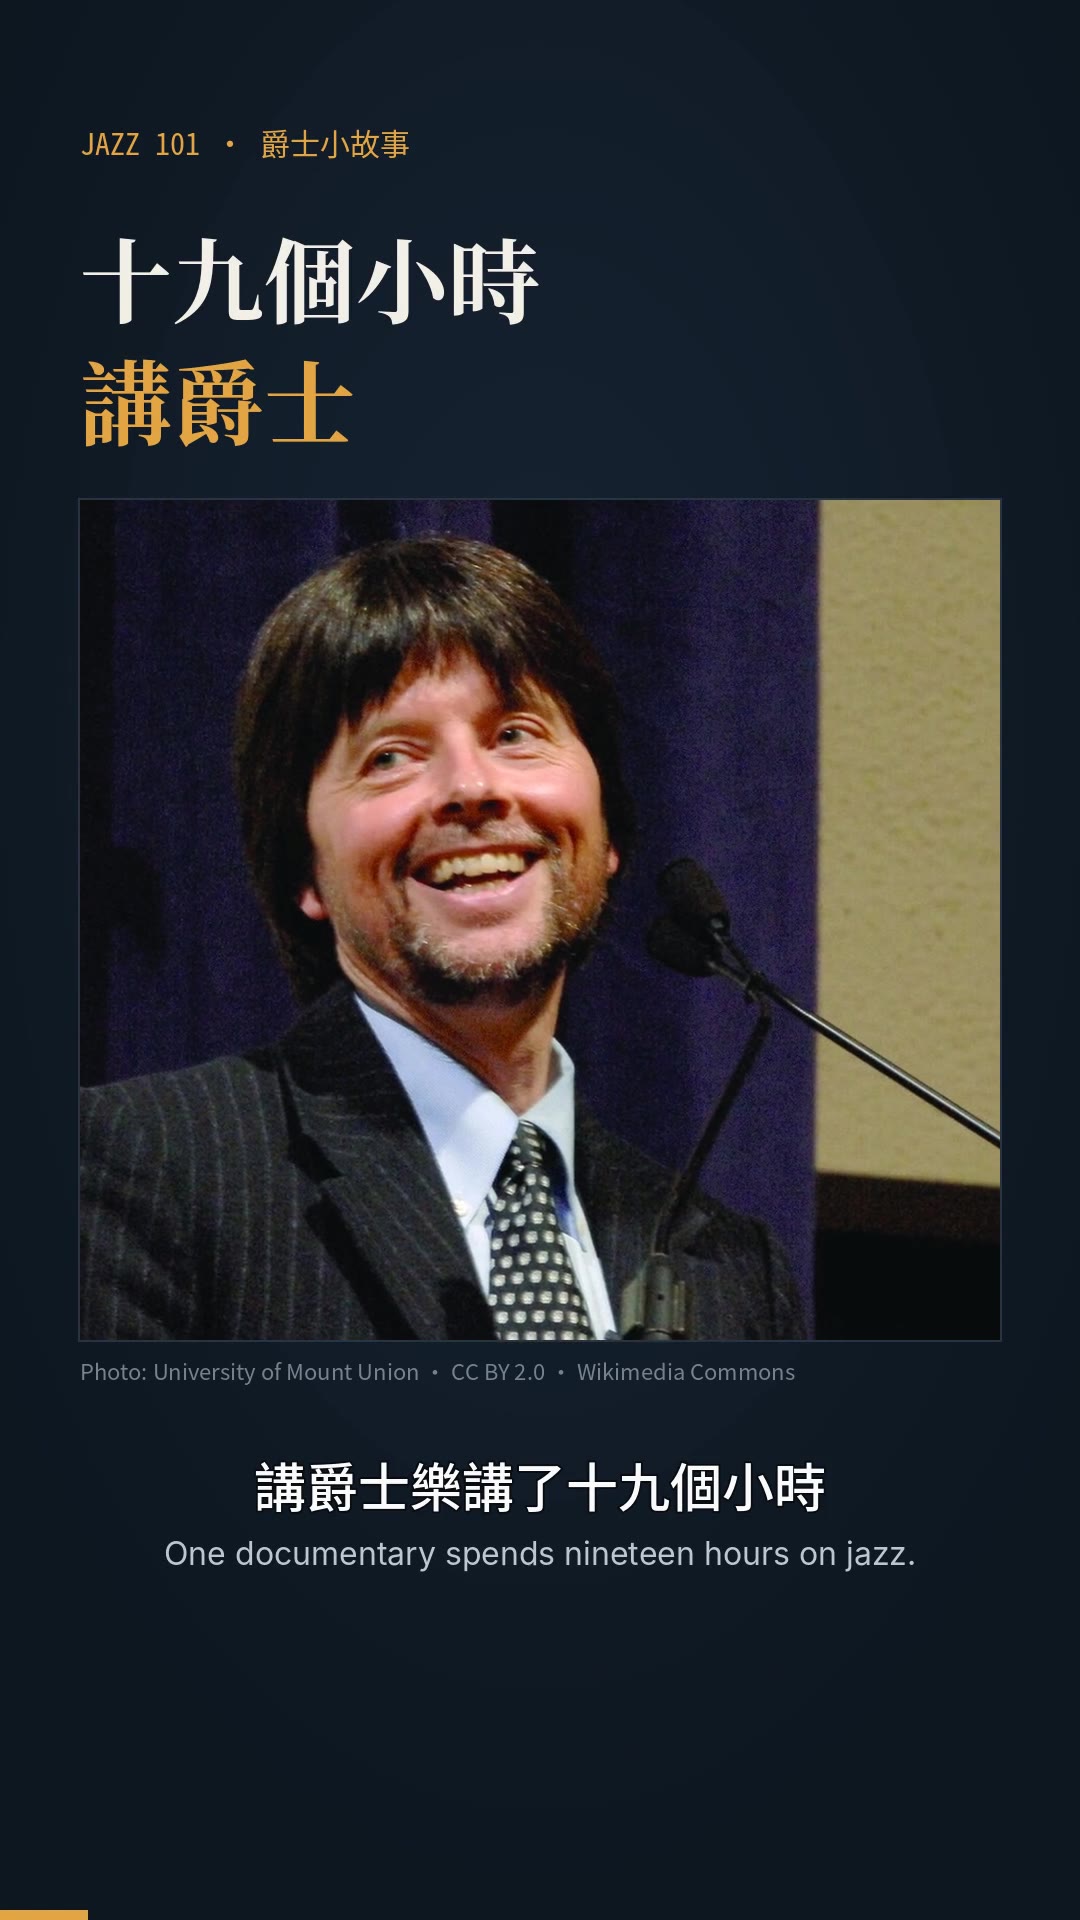 JAZZ 101 • 爵士小故事
十九個小時
講爵士
Photo: University of Mount Union • CC BY 2.0 • Wikimedia Commons
講爵士樂講了十九個小時
One documentary spends nineteen hours on jazz.